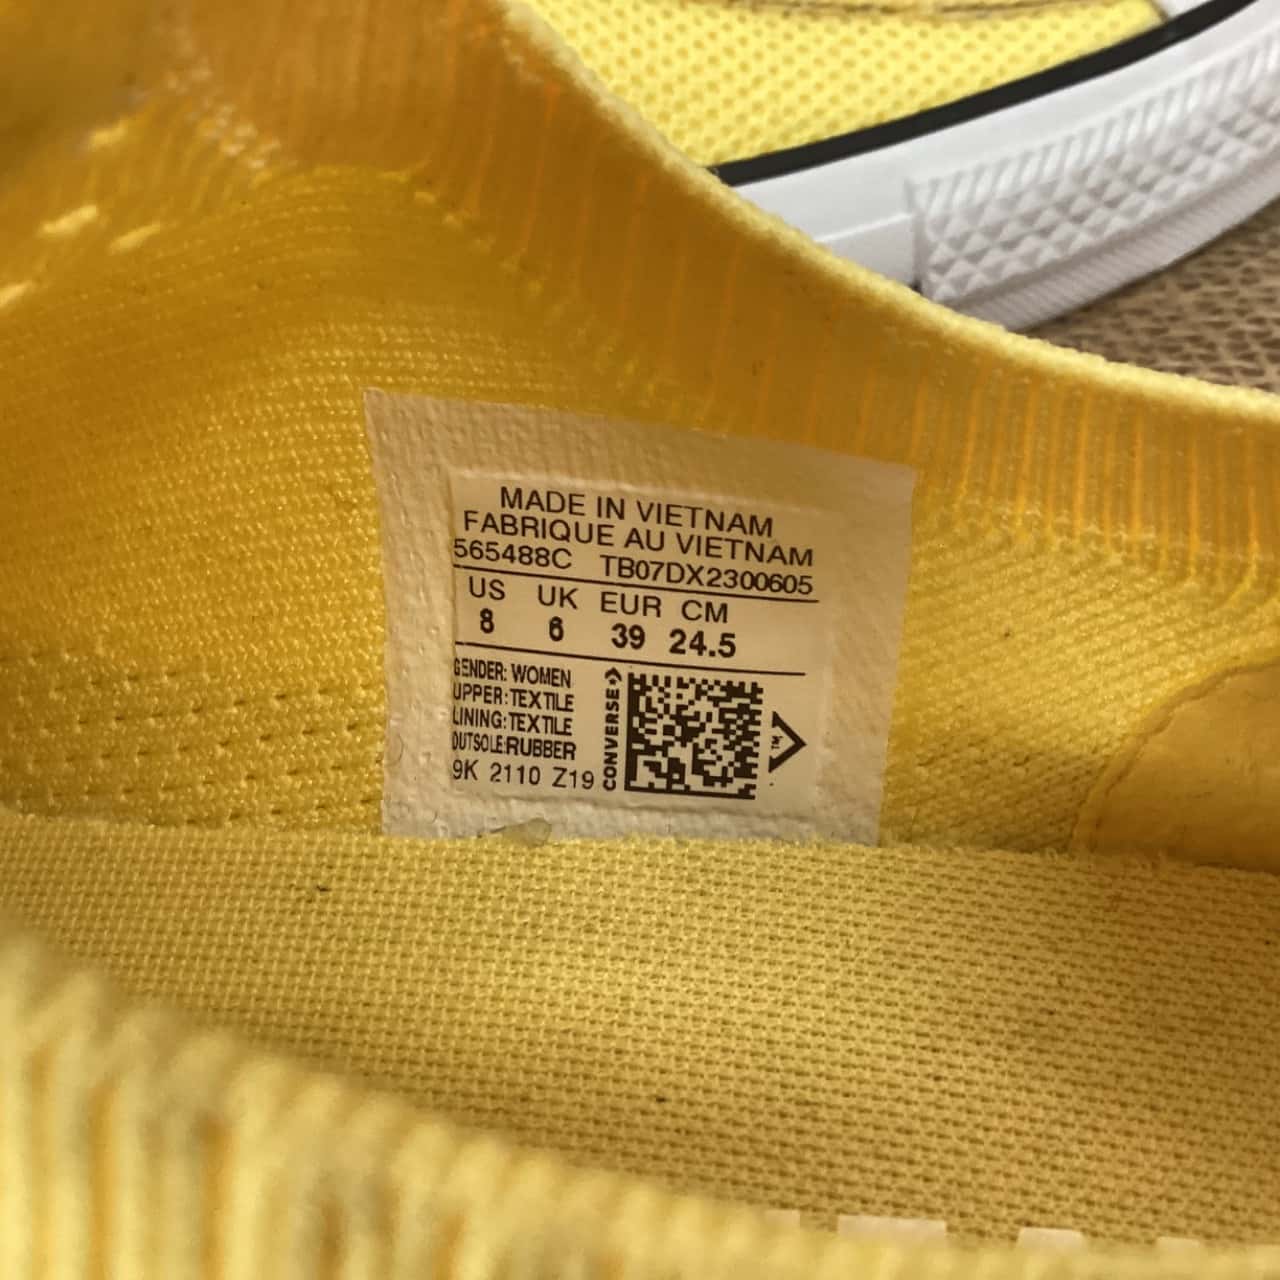 MADE IN VIETNAM
FABRIQUE AU VIETNAM
565488C TB07DX2300605
US UK EUR CM
8 6 39 24.5
GENDER: WOMEN
UPPER: TEXTILE
LINING: TEXTILE
OUTSOLE: RUBBER
9K 2110 Z19
CONVERSE
TM